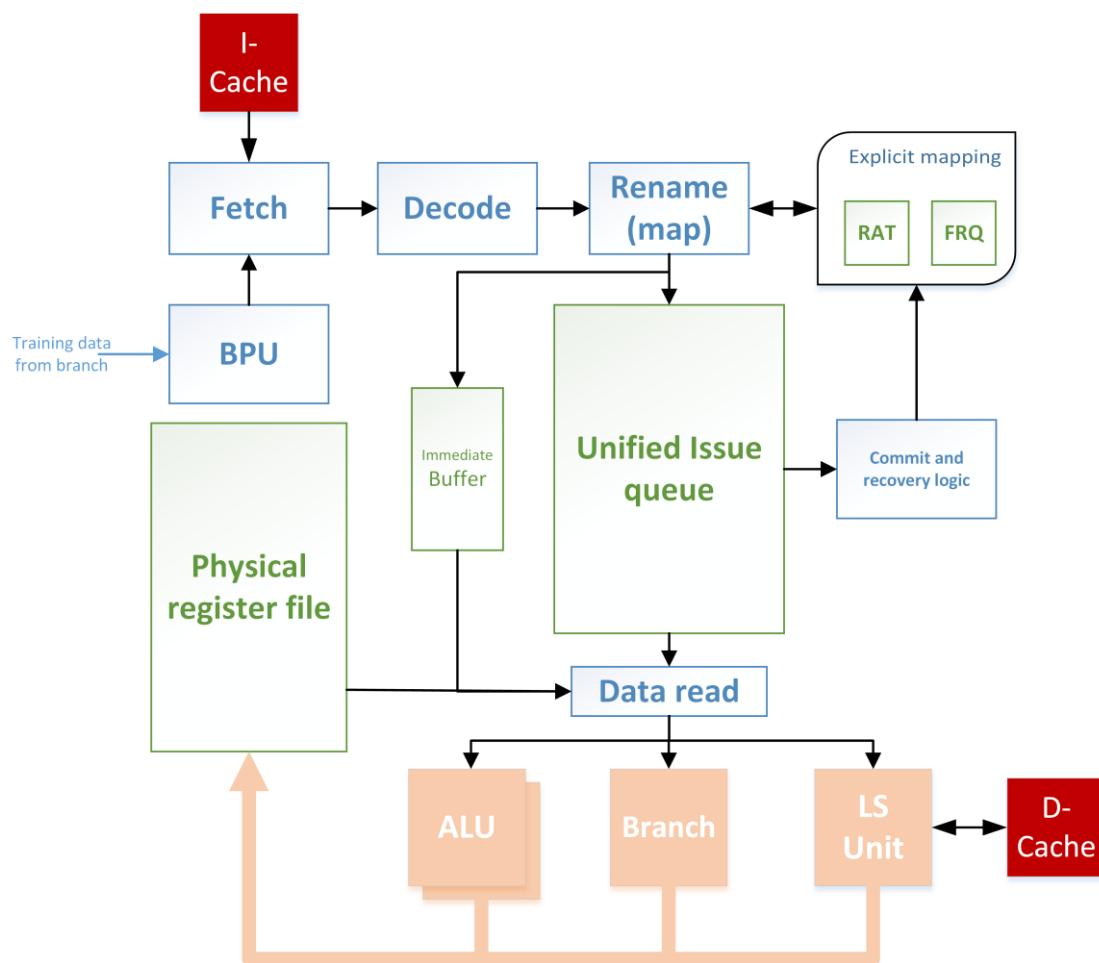 I-
Cache
Fetch
Decode
Rename
(map)
Explicit mapping
RAT
FRQ
Training data
from branch
BPU
Immediate
Buffer
Unified Issue
queue
Commit and
recovery logic
Physical
register file
Data read
ALU
Branch
LS
Unit
D-
Cache